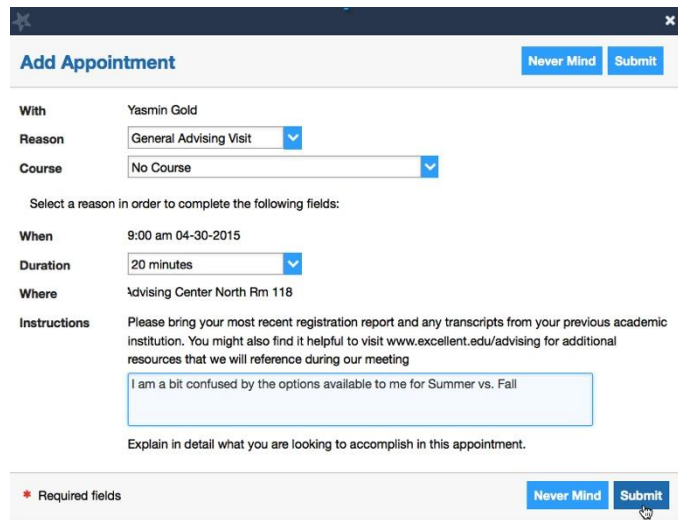 Add Appointment Never Mind Submit
With Yasmin Gold
Reason General Advising Visit
Course No Course
Select a reason in order to complete the following fields:
When 9:00 am 04-30-2015
Duration 20 minutes
Where Advising Center North Rm 118
Instructions Please bring your most recent registration report and any transcripts from your previous academic
institution. You might also find it helpful to visit www.excellent.edu/advising for additional
resources that we will reference during our meeting
I am a bit confused by the options available to me for Summer vs. Fall
Explain in detail what you are looking to accomplish in this appointment.
* Required fields Never Mind Submit